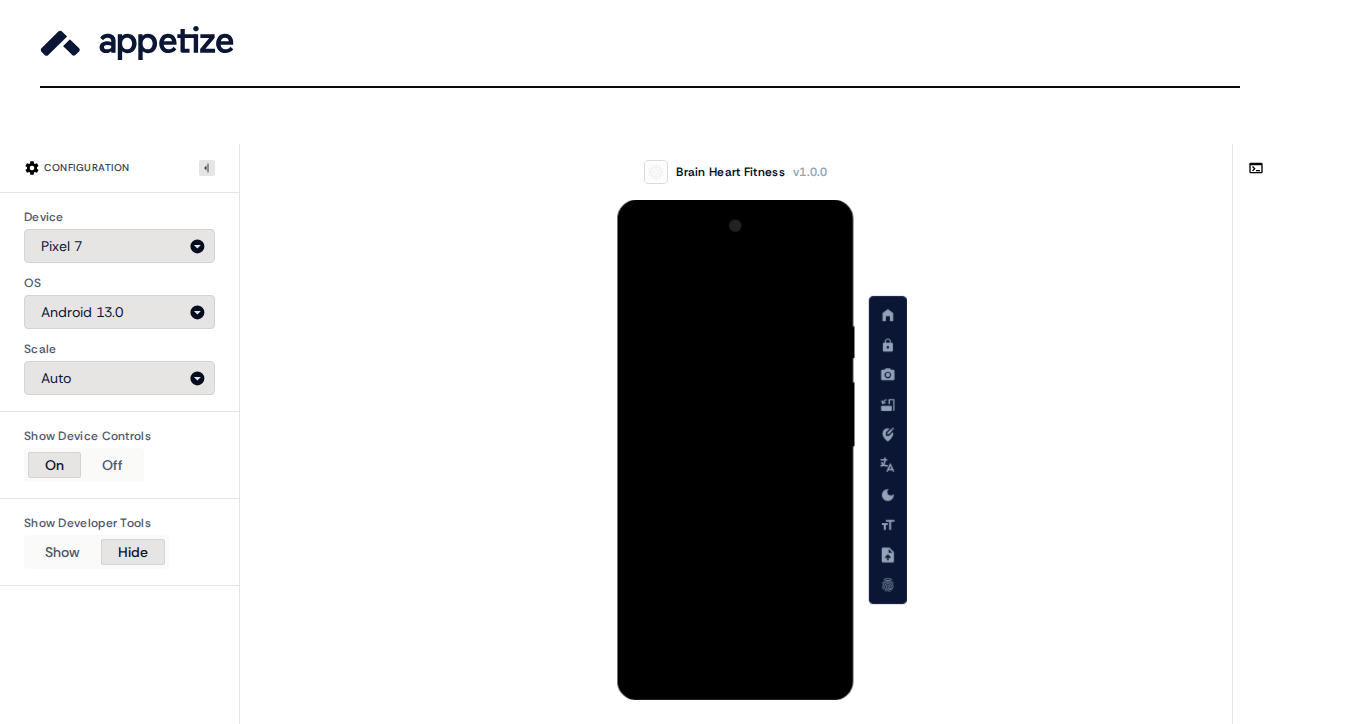 appetize
CONFIGURATION
Brain Heart Fitness v1.0.0
Device
Pixel 7
OS
Android 13.0
Scale
Auto
Show Device Controls
On Off
Show Developer Tools
Show Hide